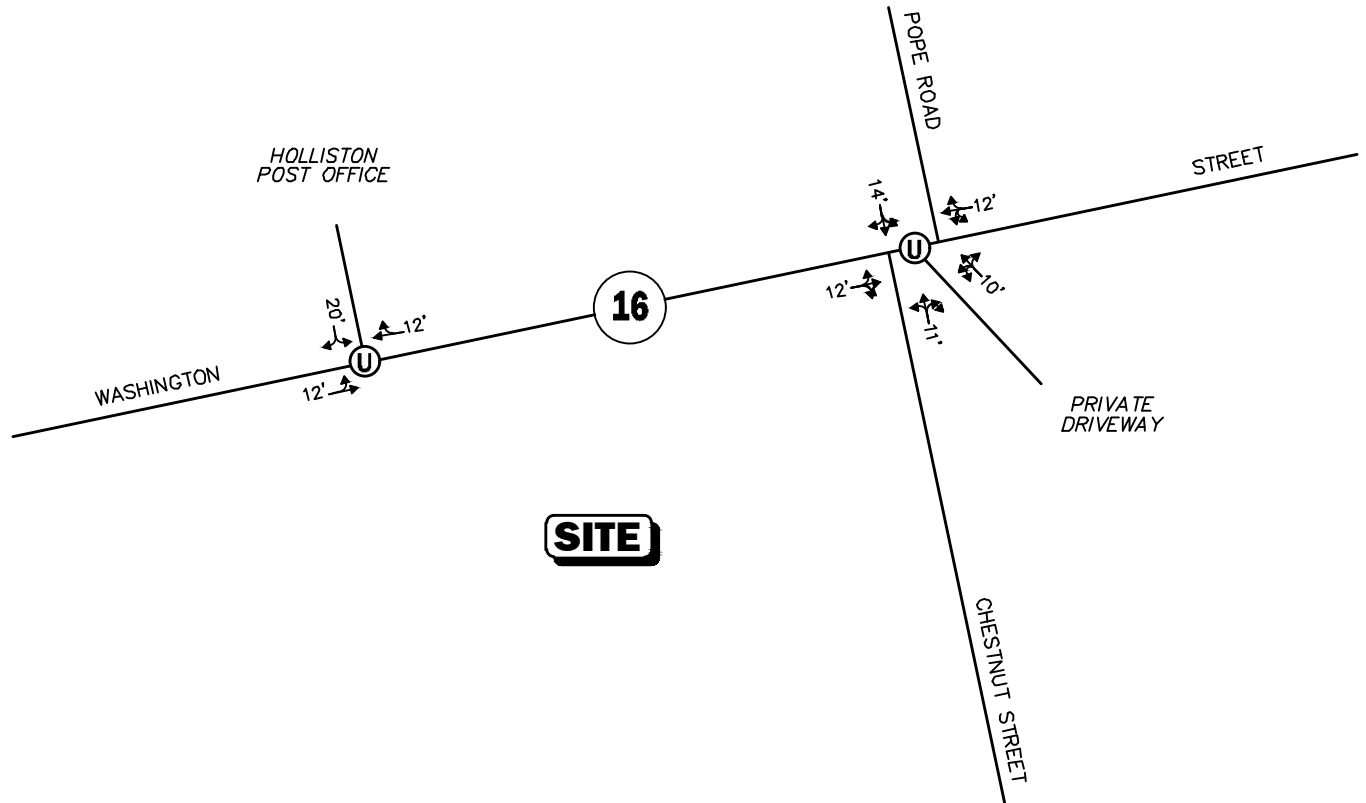 POPE ROAD
HOLLISTON
POST OFFICE
STREET
14'
12'
U
10'
12'
11'
16
20'
12'
U
12'
WASHINGTON
PRIVATE
DRIVEWAY
SITE
CHESTNUT STREET